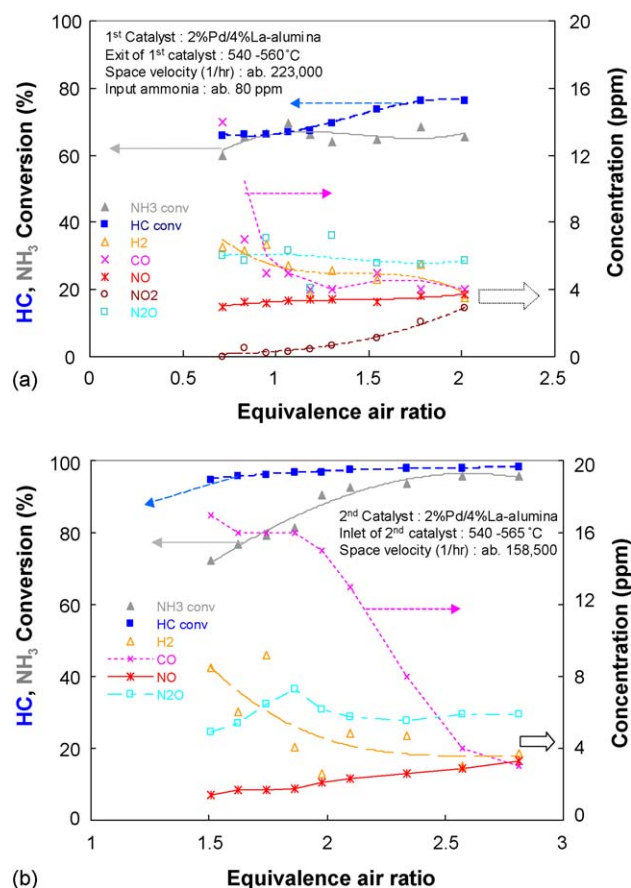 1st Catalyst : 2%Pd/4%La-alumina
Exit of 1st catalyst : 540 -560˚C
Space velocity (1/hr) : ab. 223,000
Input ammonia : ab. 80 ppm
HC, NH3 Conversion (%)
100
80
60
40
20
0
NH3 conv
HC conv
H2
CO
NO
NO2
N2O
20
16
12
8
4
0
Concentration (ppm)
0 0.5 1 1.5 2 2.5
(a)
Equivalence air ratio
HC, NH3 Conversion (%)
100
80
60
40
20
0
2nd Catalyst : 2%Pd/4%La-alumina
Inlet of 2nd catalyst : 540 -565˚C
Space velocity (1/hr) : ab. 158,500
NH3 conv
HC conv
H2
CO
NO
N2O
20
16
12
8
4
0
Concentration (ppm)
1 1.5 2 2.5 3
(b)
Equivalence air ratio